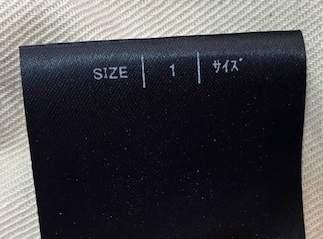 SIZE | 1 | ｻｲｽﾞ